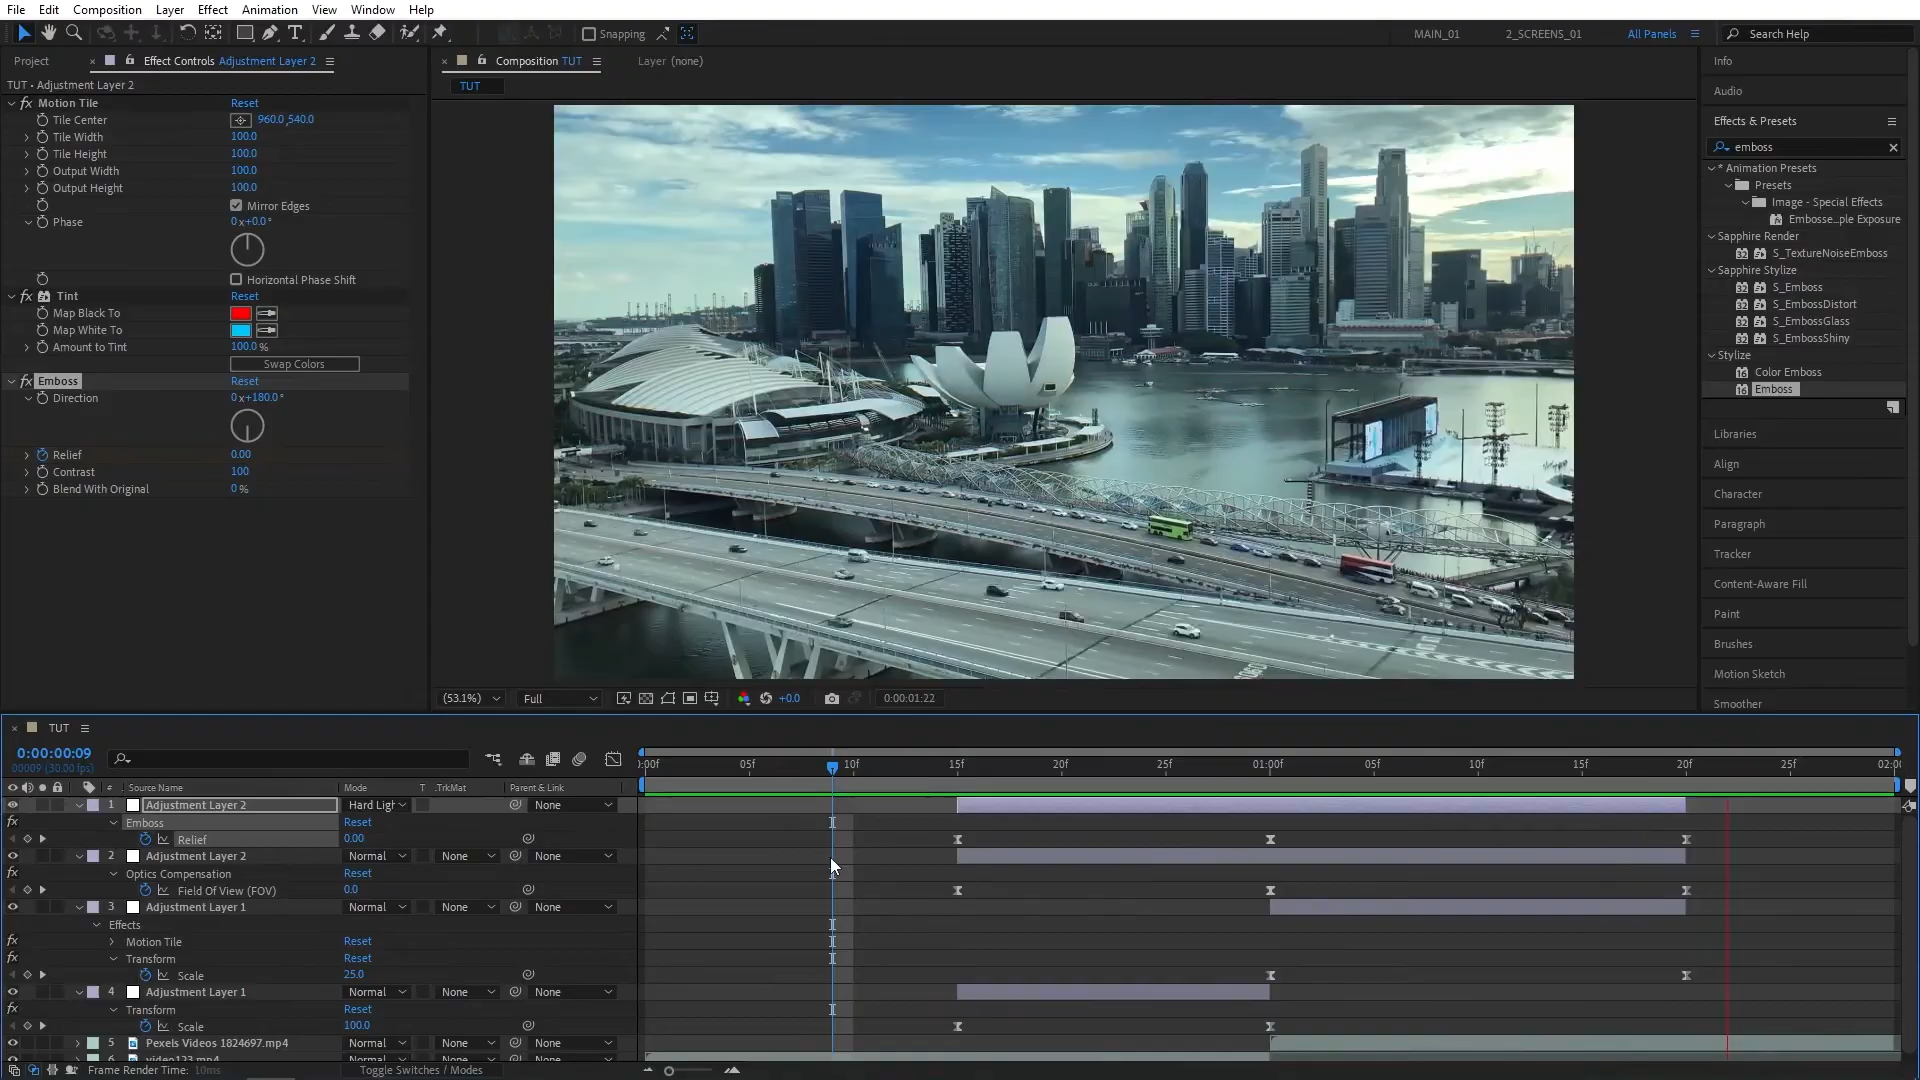 File Edit Composition Layer Effect Animation View Window Help
Snapping
MAIN_01 2_SCREENS_01 All Panels Search Help
Project Effect Controls Adjustment Layer 2
TUT • Adjustment Layer 2
Motion Tile Reset
Tile Center 960.0,540.0
Tile Width 100.0
Tile Height 100.0
Output Width 100.0
Output Height 100.0
Mirror Edges
Phase 0x+0.0°
Horizontal Phase Shift
Tint Reset
Map Black To
Map White To
Amount to Tint 100.0 %
Swap Colors
Emboss Reset
Direction 0x+180.0°
Relief 0.00
Contrast 100
Blend With Original 0 %
Composition TUT Layer (none)
TUT
(53.1%) Full +0.0 0:00:01:22
Info
Audio
Effects & Presets
emboss
* Animation Presets
Presets
Image - Special Effects
Embosse...ple Exposure
Sapphire Render
S_TextureNoiseEmboss
Sapphire Stylize
S_Emboss
S_EmbossDistort
S_EmbossGlass
S_EmbossShiny
Stylize
Color Emboss
Emboss
Libraries
Align
Character
Paragraph
Tracker
Content-Aware Fill
Paint
Brushes
Motion Sketch
Smoother
TUT
0:00:00:09
00009 (30.00 fps)
:00f 05f 10f 15f 20f 25f 01:00f 05f 10f 15f 20f 25f 02:00
# Source Name Mode T .TrkMat Parent & Link
1 Adjustment Layer 2 Hard Ligh None
Emboss Reset
Relief 0.00
2 Adjustment Layer 2 Normal None None
Optics Compensation Reset
Field Of View (FOV) 0.0
3 Adjustment Layer 1 Normal None None
Effects
Motion Tile Reset
Transform Reset
Scale 25.0
4 Adjustment Layer 1 Normal None None
Transform Reset
Scale 100.0
5 Pexels Videos 1824697.mp4 Normal None None
6 video123.mp4 Normal None None
Frame Render Time: 10ms Toggle Switches / Modes